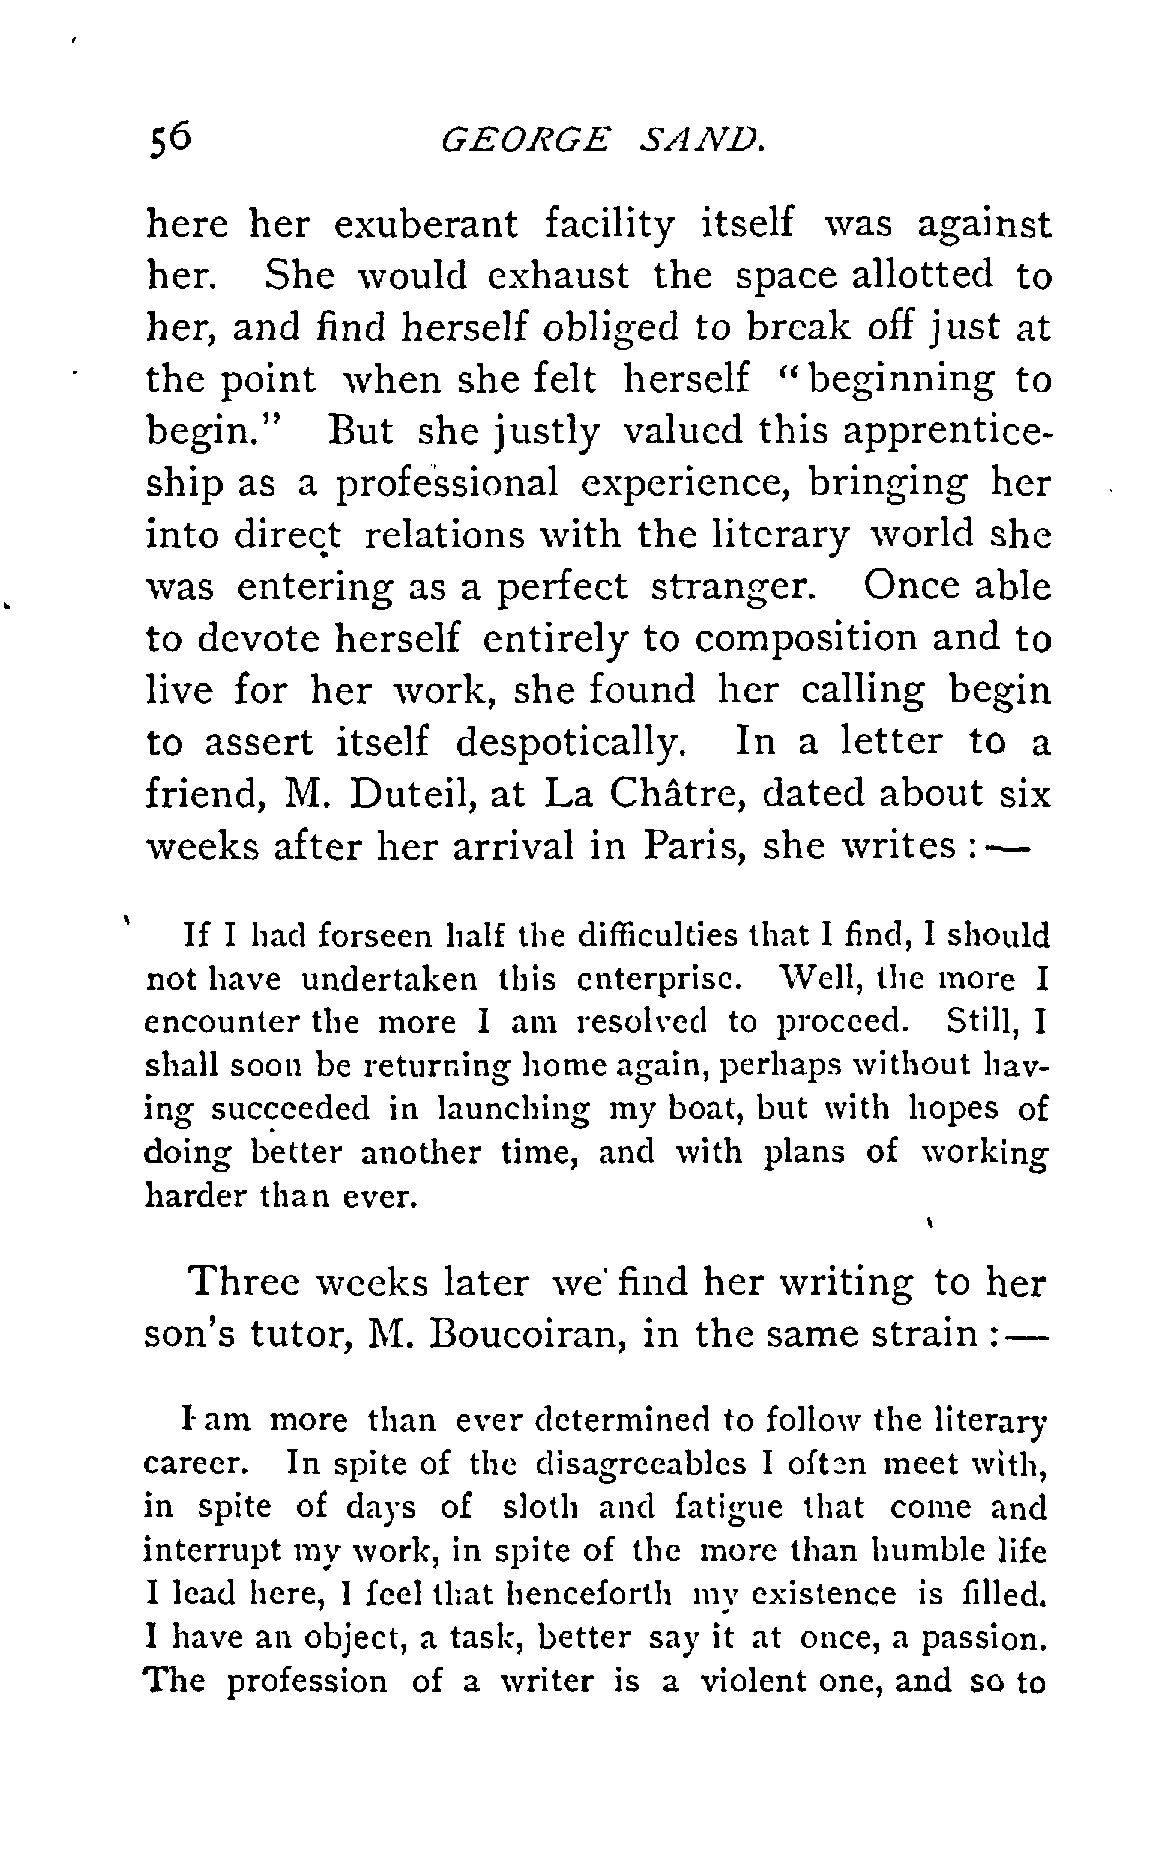 56 GEORGE SAND.
here her exuberant facility itself was against
her. She would exhaust the space allotted to
her, and find herself obliged to break off just at
the point when she felt herself "beginning to
begin." But she justly valued this apprentice-
ship as a professional experience, bringing her
into direct relations with the literary world she
was entering as a perfect stranger. Once able
to devote herself entirely to composition and to
live for her work, she found her calling begin
to assert itself despotically. In a letter to a
friend, M. Duteil, at La Châtre, dated about six
weeks after her arrival in Paris, she writes :—
If I had forseen half the difficulties that I find, I should
not have undertaken this enterprise. Well, the more I
encounter the more I am resolved to proceed. Still, I
shall soon be returning home again, perhaps without hav-
ing succeeded in launching my boat, but with hopes of
doing better another time, and with plans of working
harder than ever.
Three weeks later we find her writing to her
son's tutor, M. Boucoiran, in the same strain :—
I am more than ever determined to follow the literary
career. In spite of the disagreeables I often meet with,
in spite of days of sloth and fatigue that come and
interrupt my work, in spite of the more than humble life
I lead here, I feel that henceforth my existence is filled.
I have an object, a task, better say it at once, a passion.
The profession of a writer is a violent one, and so to